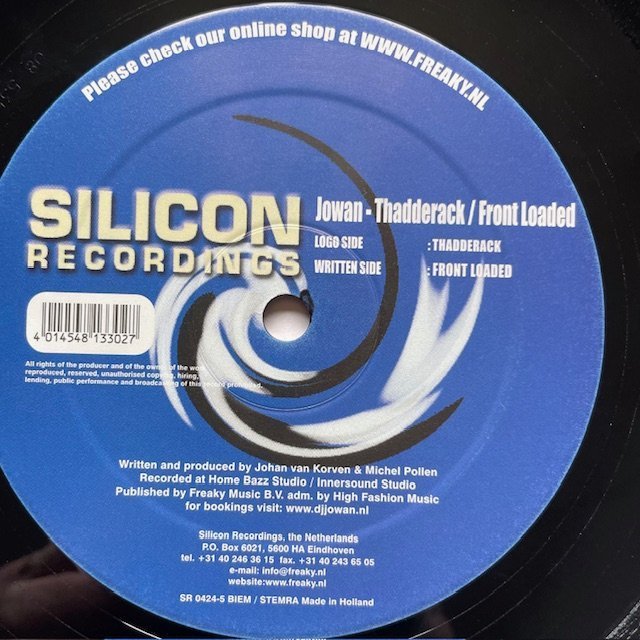 Please check our online shop at WWW.FREAKY.NL
SILICON
RECORDINGS
Jowan - Thadderack / Front Loaded
LOGO SIDE : THADDERACK
WRITTEN SIDE : FRONT LOADED
4 014548 133027
All rights of the producer and of the owner of the work
reproduced, reserved, unauthorised copying, hiring,
lending, public performance and broadcasting of this record prohibited.
Written and produced by Johan van Korven & Michel Pollen
Recorded at Home Bazz Studio / Innersound Studio
Published by Freaky Music B.V. adm. by High Fashion Music
for bookings visit: www.djjowan.nl
Silicon Recordings, the Netherlands
P.O. Box 6021, 5600 HA Eindhoven
tel. +31 40 246 36 15 fax. +31 40 243 65 05
e-mail: info@freaky.nl
website:www.freaky.nl
SR 0424-5 BIEM / STEMRA Made in Holland